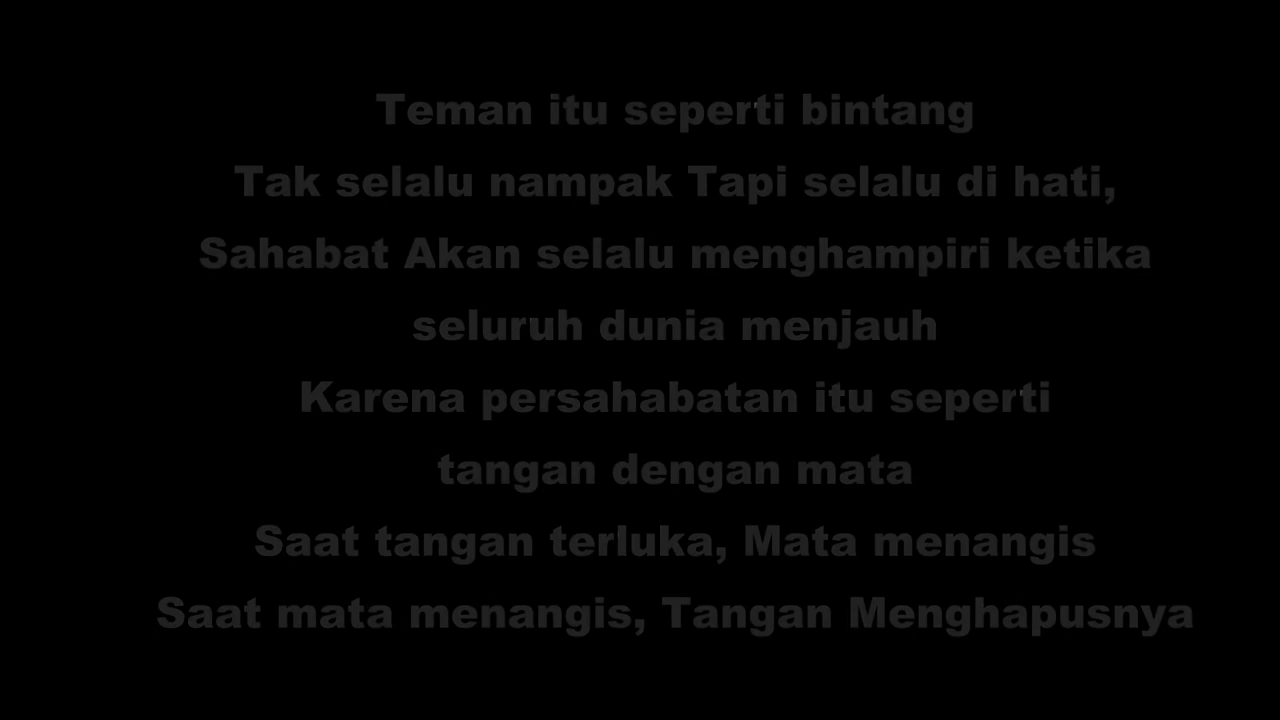 Teman itu seperti bintang
Tak selalu nampak Tapi selalu di hati,
Sahabat Akan selalu menghampiri ketika
seluruh dunia menjauh
Karena persahabatan itu seperti
tangan dengan mata
Saat tangan terluka, Mata menangis
Saat mata menangis, Tangan Menghapusnya